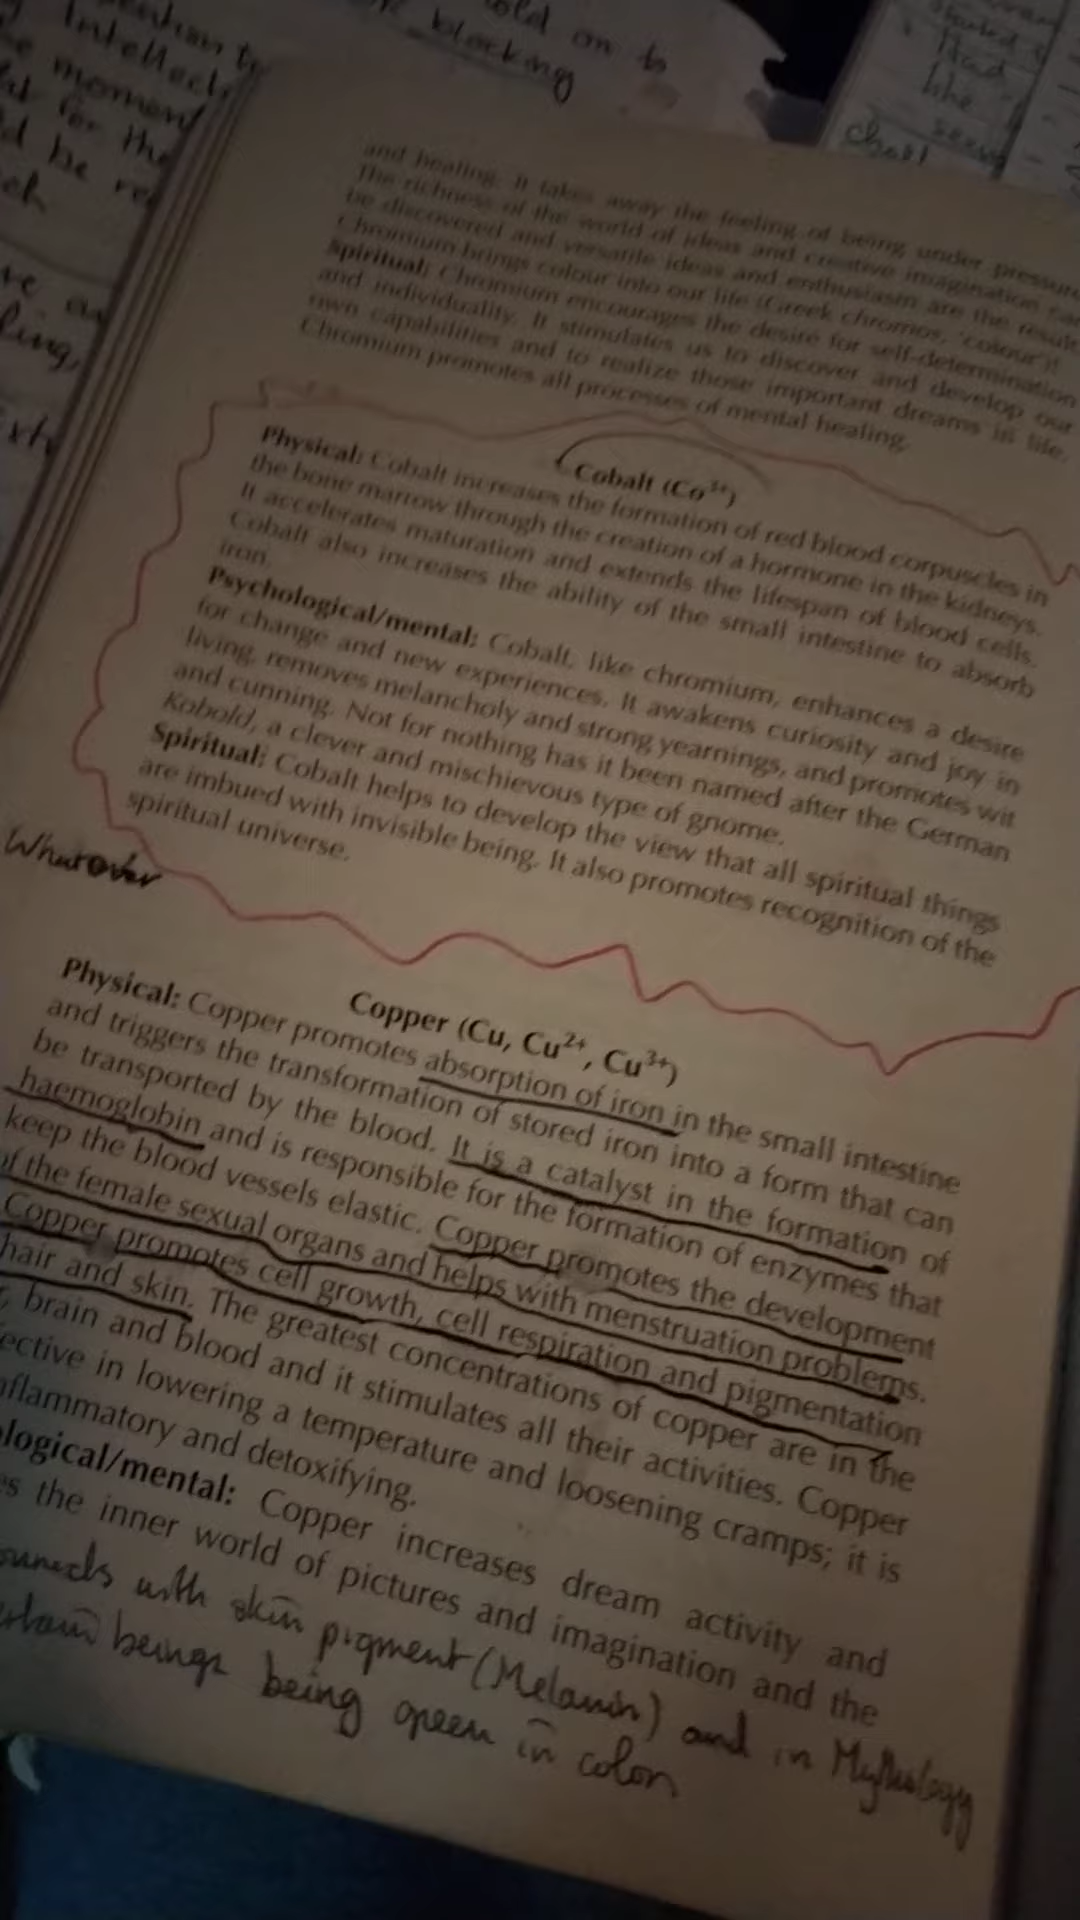 old on to
blocking
Intellect
moment
for the
be
and healing. It takes away the feeling of being under pressure
The richness of the world of ideas and creative imagination can
be discovered and versatile ideas and enthusiasm are the result
Chromium brings colour into our life (Greek chromos, 'colour')!
Spiritual: Chromium encourages the desire for self-determination
and individuality. It stimulates us to discover and develop our
own capabilities and to realize those important dreams in life.
Chromium promotes all processes of mental healing.
Cobalt (Co³⁺)
Physical: Cobalt increases the formation of red blood corpuscles in
the bone marrow through the creation of a hormone in the kidneys.
It accelerates maturation and extends the lifespan of blood cells.
Cobalt also increases the ability of the small intestine to absorb
iron.
Psychological/mental: Cobalt, like chromium, enhances a desire
for change and new experiences. It awakens curiosity and joy in
living, removes melancholy and strong yearnings, and promotes wit
and cunning. Not for nothing has it been named after the German
Kobold, a clever and mischievous type of gnome.
Spiritual: Cobalt helps to develop the view that all spiritual things
are imbued with invisible being. It also promotes recognition of the
spiritual universe.
Copper (Cu, Cu²⁺, Cu³⁺)
Physical: Copper promotes absorption of iron in the small intestine
and triggers the transformation of stored iron into a form that can
be transported by the blood. It is a catalyst in the formation of
haemoglobin and is responsible for the formation of enzymes that
keep the blood vessels elastic. Copper promotes the development
of the female sexual organs and helps with menstruation problems.
Copper promotes cell growth, cell respiration and pigmentation
hair and skin. The greatest concentrations of copper are in the
, brain and blood and it stimulates all their activities. Copper
ective in lowering a temperature and loosening cramps; it is
nflammatory and detoxifying.
ological/mental: Copper increases dream activity and
es the inner world of pictures and imagination and the
with skin pigment (Melanin) and in Mythology
beings being green in color